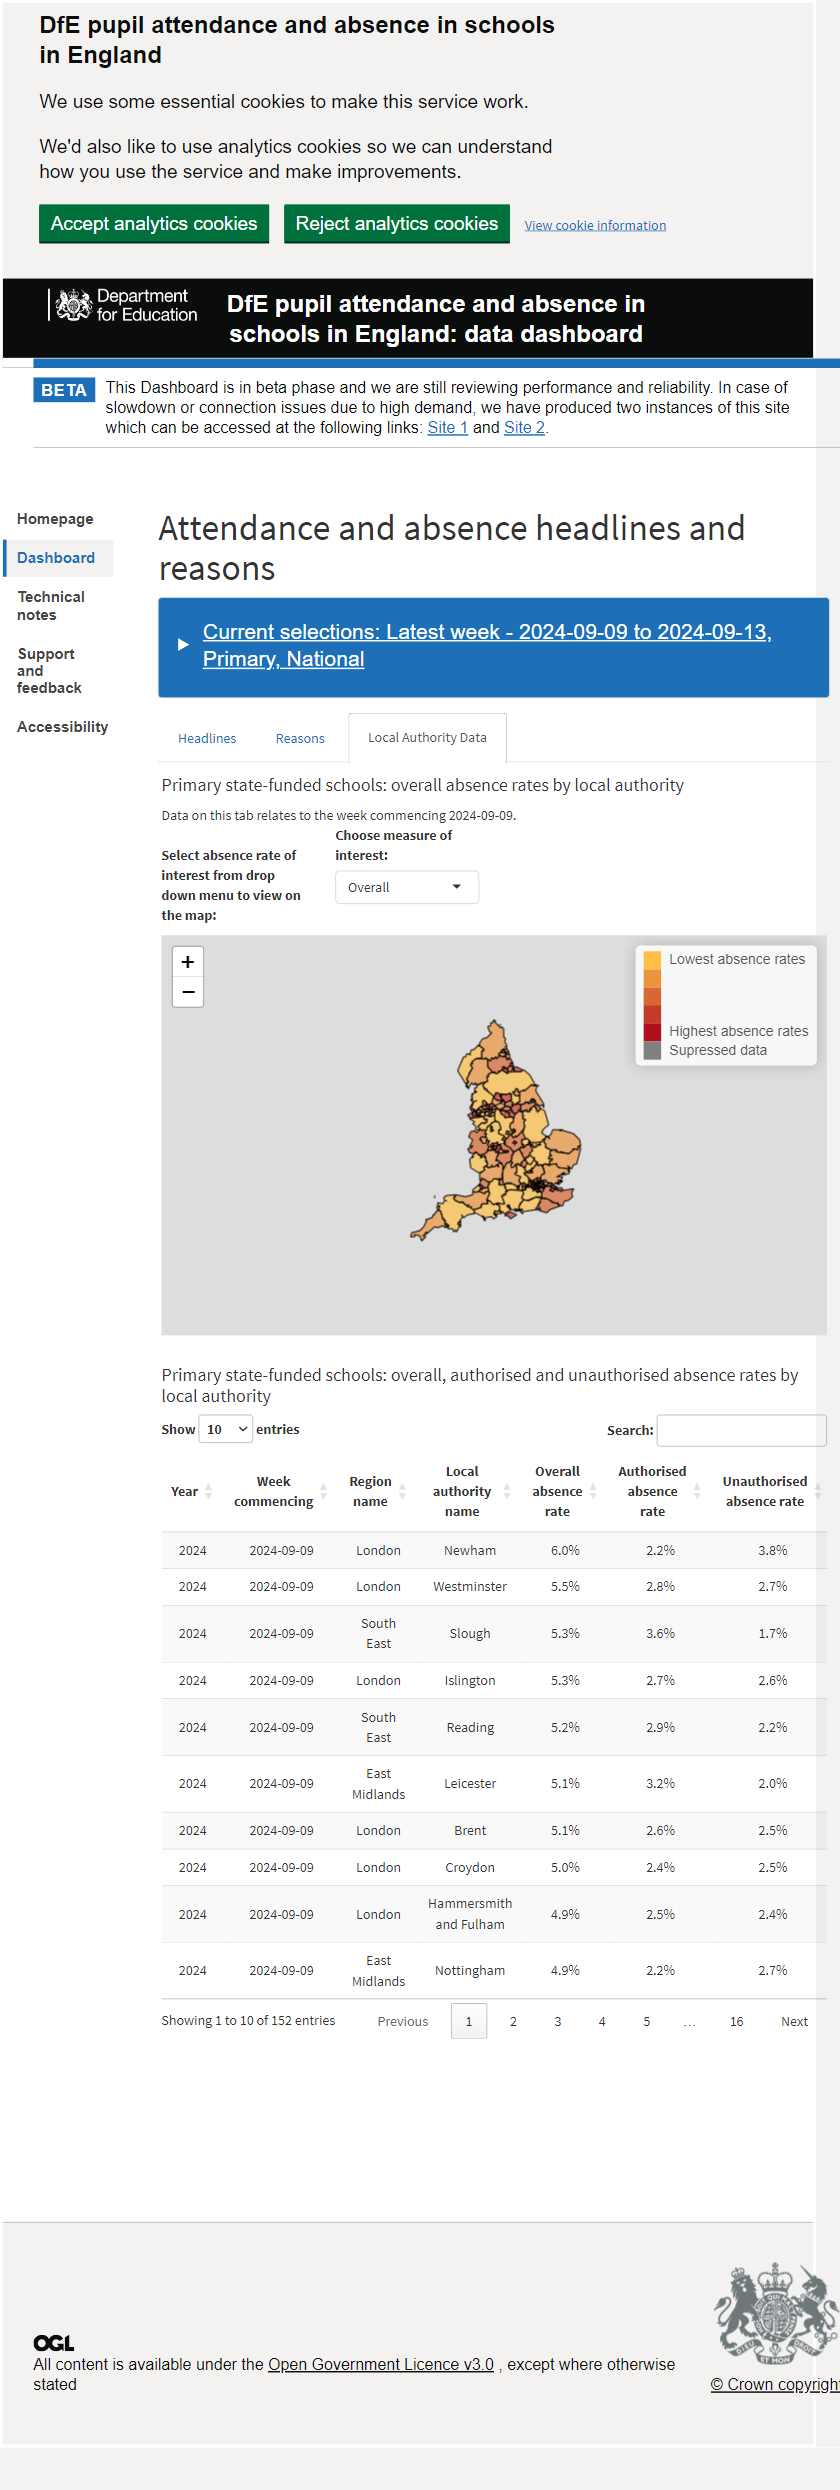 DfE pupil attendance and absence in schools
in England
We use some essential cookies to make this service work.
We'd also like to use analytics cookies so we can understand
how you use the service and make improvements.
Accept analytics cookies Reject analytics cookies View cookie information
Department
for Education
DfE pupil attendance and absence in
schools in England: data dashboard
BETA
This Dashboard is in beta phase and we are still reviewing performance and reliability. In case of
slowdown or connection issues due to high demand, we have produced two instances of this site
which can be accessed at the following links: Site 1 and Site 2.
Homepage
Dashboard
Technical
notes
Support
and
feedback
Accessibility
Attendance and absence headlines and
reasons
Current selections: Latest week - 2024-09-09 to 2024-09-13,
Primary, National
Headlines Reasons Local Authority Data
Primary state-funded schools: overall absence rates by local authority
Data on this tab relates to the week commencing 2024-09-09.
Select absence rate of
interest from drop
down menu to view on
the map:
Choose measure of
interest:
Overall
+
−
Lowest absence rates
Highest absence rates
Supressed data
Primary state-funded schools: overall, authorised and unauthorised absence rates by
local authority
Show 10 entries
Search:
Year
Week
commencing
Region
name
Local
authority
name
Overall
absence
rate
Authorised
absence
rate
Unauthorised
absence rate
2024 2024-09-09 London Newham 6.0% 2.2% 3.8%
2024 2024-09-09 London Westminster 5.5% 2.8% 2.7%
2024 2024-09-09 South East Slough 5.3% 3.6% 1.7%
2024 2024-09-09 London Islington 5.3% 2.7% 2.6%
2024 2024-09-09 South East Reading 5.2% 2.9% 2.2%
2024 2024-09-09 East Midlands Leicester 5.1% 3.2% 2.0%
2024 2024-09-09 London Brent 5.1% 2.6% 2.5%
2024 2024-09-09 London Croydon 5.0% 2.4% 2.5%
2024 2024-09-09 London Hammersmith and Fulham 4.9% 2.5% 2.4%
2024 2024-09-09 East Midlands Nottingham 4.9% 2.2% 2.7%
Showing 1 to 10 of 152 entries
Previous 1 2 3 4 5 … 16 Next
OGL
All content is available under the Open Government Licence v3.0 , except where otherwise
stated
© Crown copyright